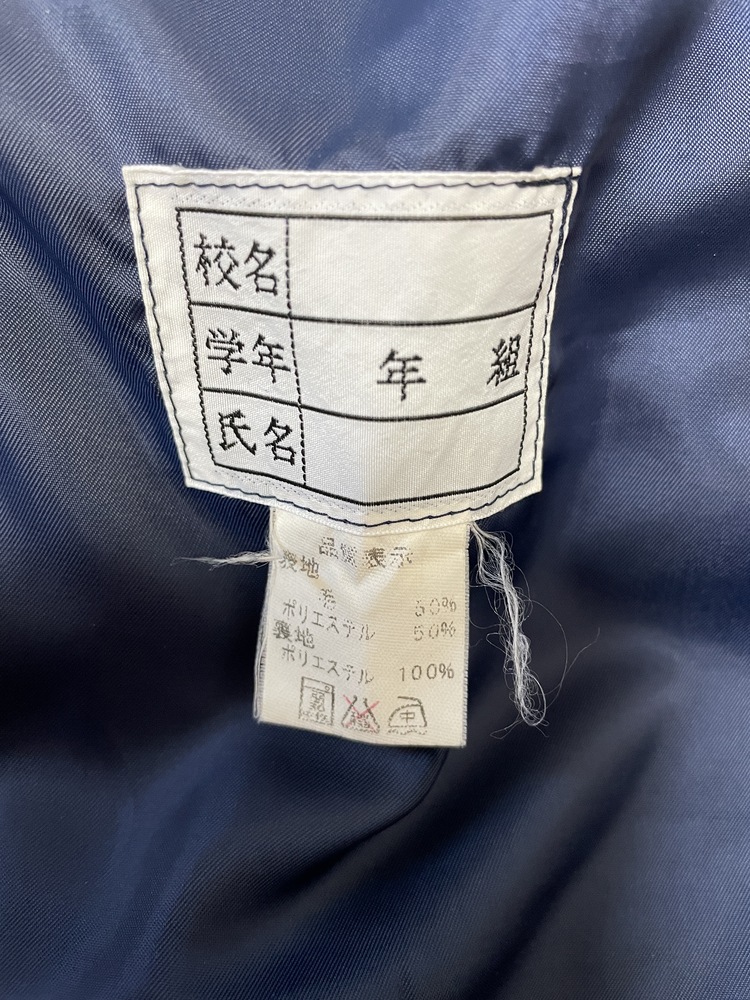 校名
学年 年 組
氏名
品質表示
表地
毛 50%
ポリエステル 50%
裏地
ポリエステル 100%
中